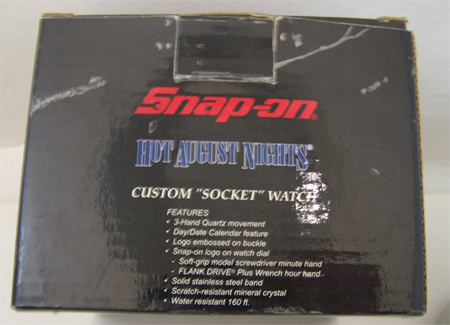 Snap-on
HOT AUGUST NIGHTS®
CUSTOM "SOCKET" WATCH
FEATURES
• 3-Hand Quartz movement
• Day/Date Calendar feature
• Logo embossed on buckle
• Snap-on logo on watch dial
- Soft-grip model screwdriver minute hand
- FLANK DRIVE® Plus Wrench hour hand
• Solid stainless steel band
• Scratch-resistant mineral crystal
• Water resistant 160 ft.